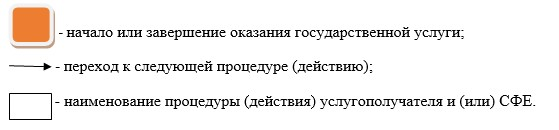 - начало или завершение оказания государственной услуги;
- переход к следующей процедуре (действию);
- наименование процедуры (действия) услугополучателя и (или) СФЕ.